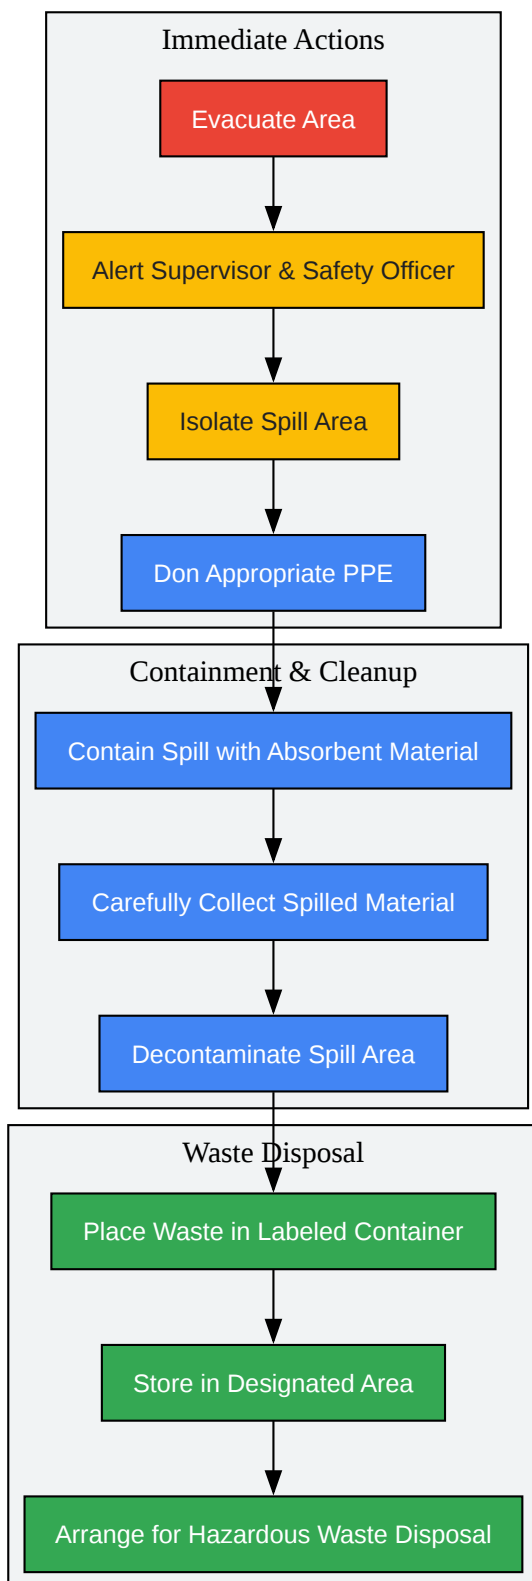 Immediate Actions
Evacuate Area
Alert Supervisor & Safety Officer
Isolate Spill Area
Don Appropriate PPE
Containment & Cleanup
Contain Spill with Absorbent Material
Carefully Collect Spilled Material
Decontaminate Spill Area
Waste Disposal
Place Waste in Labeled Container
Store in Designated Area
Arrange for Hazardous Waste Disposal